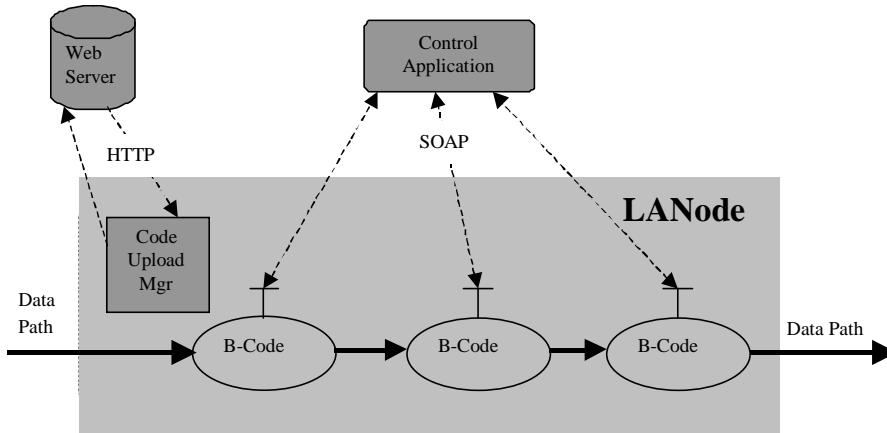 Web
Server
Control
Application
HTTP
SOAP
LANode
Code
Upload
Mgr
Data
Path
B-Code
B-Code
B-Code
Data Path